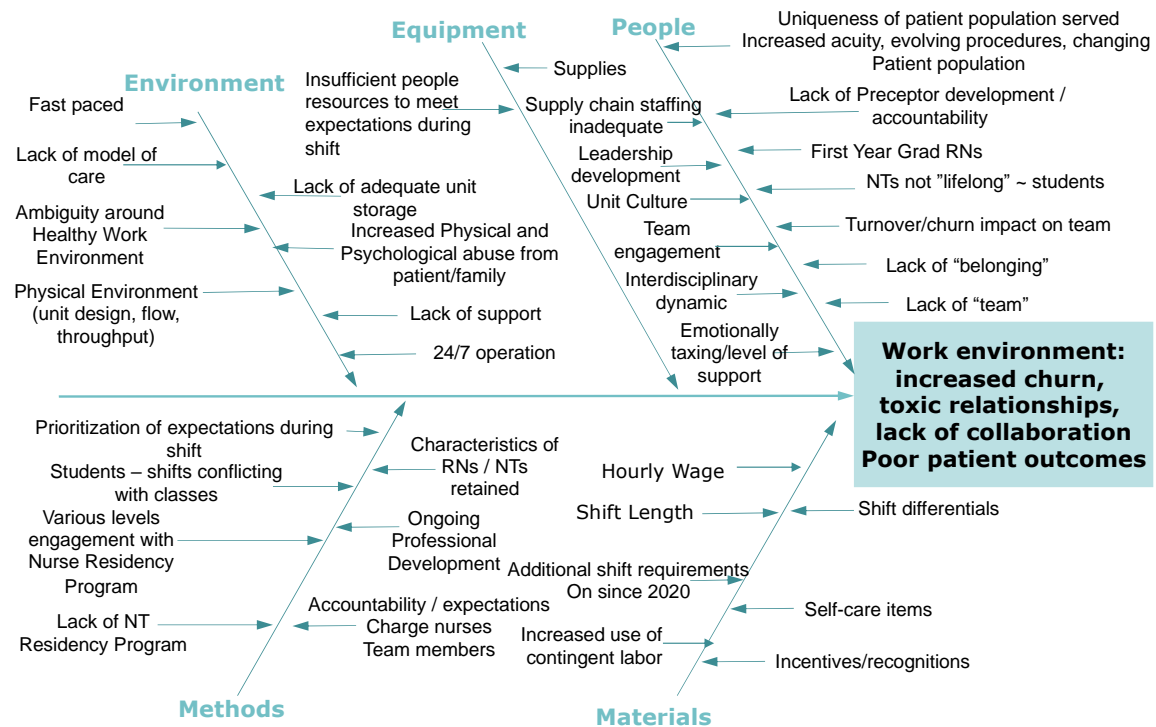 Environment
Fast paced
Lack of model of
care
Ambiguity around
Healthy Work
Environment
Physical Environment
(unit design, flow,
throughput)
Lack of adequate unit
storage
Increased Physical and
Psychological abuse from
patient/family
Lack of support
24/7 operation
Equipment
Insufficient people
resources to meet
expectations during
shift
Supplies
People
Supply chain staffing
inadequate
Leadership
development
Unit Culture
Team
engagement
Interdisciplinary
dynamic
Emotionally
taxing/level of
support
Uniqueness of patient population served
Increased acuity, evolving procedures, changing
Patient population
Lack of Preceptor development /
accountability
First Year Grad RNs
NTs not ”lifelong” ~ students
Turnover/churn impact on team
Lack of “belonging”
Lack of “team”
Work environment:
increased churn,
toxic relationships,
lack of collaboration
Poor patient outcomes
Prioritization of expectations during
shift
Students – shifts conflicting
with classes
Various levels
engagement with
Nurse Residency
Program
Lack of NT
Residency Program
Characteristics of
RNs / NTs
retained
Ongoing
Professional
Development
Accountability / expectations
Charge nurses
Team members
Methods
Hourly Wage
Shift Length
Additional shift requirements
On since 2020
Increased use of
contingent labor
Shift differentials
Self-care items
Incentives/recognitions
Materials